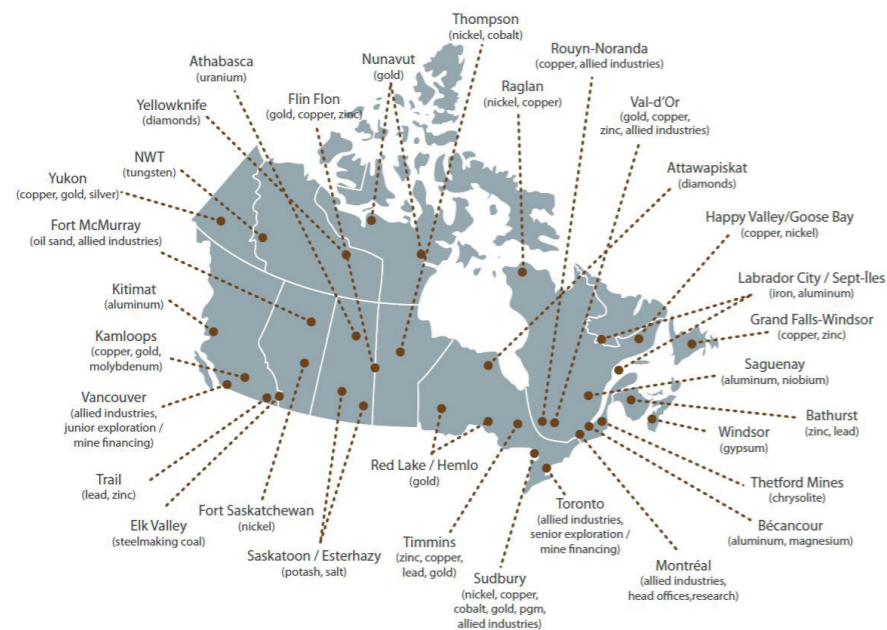 Thompson
(nickel, cobalt)
Athabasca
(uranium)
Nunavut
(gold)
Rouyn-Noranda
(copper, allied industries)
Yellowknife
(diamonds)
Flin Flon
(gold, copper, zinc)
Raglan
(nickel, copper)
Val-d'Or
(gold, copper,
zinc, allied industries)
NWT
(tungsten)
Attawapiskat
(diamonds)
Yukon
(copper, gold, silver)
Happy Valley/Goose Bay
(copper, nickel)
Fort McMurray
(oil sand, allied industries)
Labrador City / Sept-Îles
(iron, aluminum)
Kitimat
(aluminum)
Grand Falls-Windsor
(copper, zinc)
Kamloops
(copper, gold,
molybdenum)
Saguenay
(aluminum, niobium)
Vancouver
(allied industries,
junior exploration /
mine financing)
Bathurst
(zinc, lead)
Windsor
(gypsum)
Trail
(lead, zinc)
Red Lake / Hemlo
(gold)
Thetford Mines
(chrysolite)
Elk Valley
(steelmaking coal)
Fort Saskatchewan
(nickel)
Toronto
(allied industries,
senior exploration /
mine financing)
Bécancour
(aluminum, magnesium)
Saskatoon / Esterhazy
(potash, salt)
Timmins
(zinc, copper,
lead, gold)
Montréal
(allied industries,
head offices,research)
Sudbury
(nickel, copper,
cobalt, gold, pgm,
allied industries)